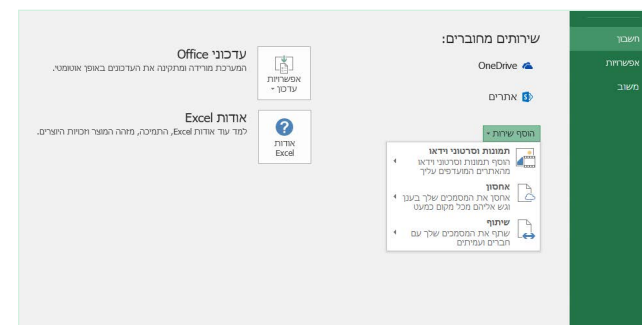 חשבון
אפשרויות
משוב
שירותים מחוברים:
OneDrive
אתרים
הוסף שירות
תמונות וסרטוני וידאו
הוסף תמונות וסרטוני וידאו
מהאתרים המועדפים עליך
אחסון
אחסן את המסמכים שלך בענן
וגש אליהם מכל מקום כמעט
שיתוף
שתף את המסמכים שלך עם
חברים ועמיתים
אפשרויות
עדכון
עדכוני Office
המערכת מורידה ומתקינה את העדכונים באופן אוטומטי.
אודות
Excel
אודות Excel
למד עוד אודות Excel, התמיכה, מזהה המוצר וזכויות היוצרים.